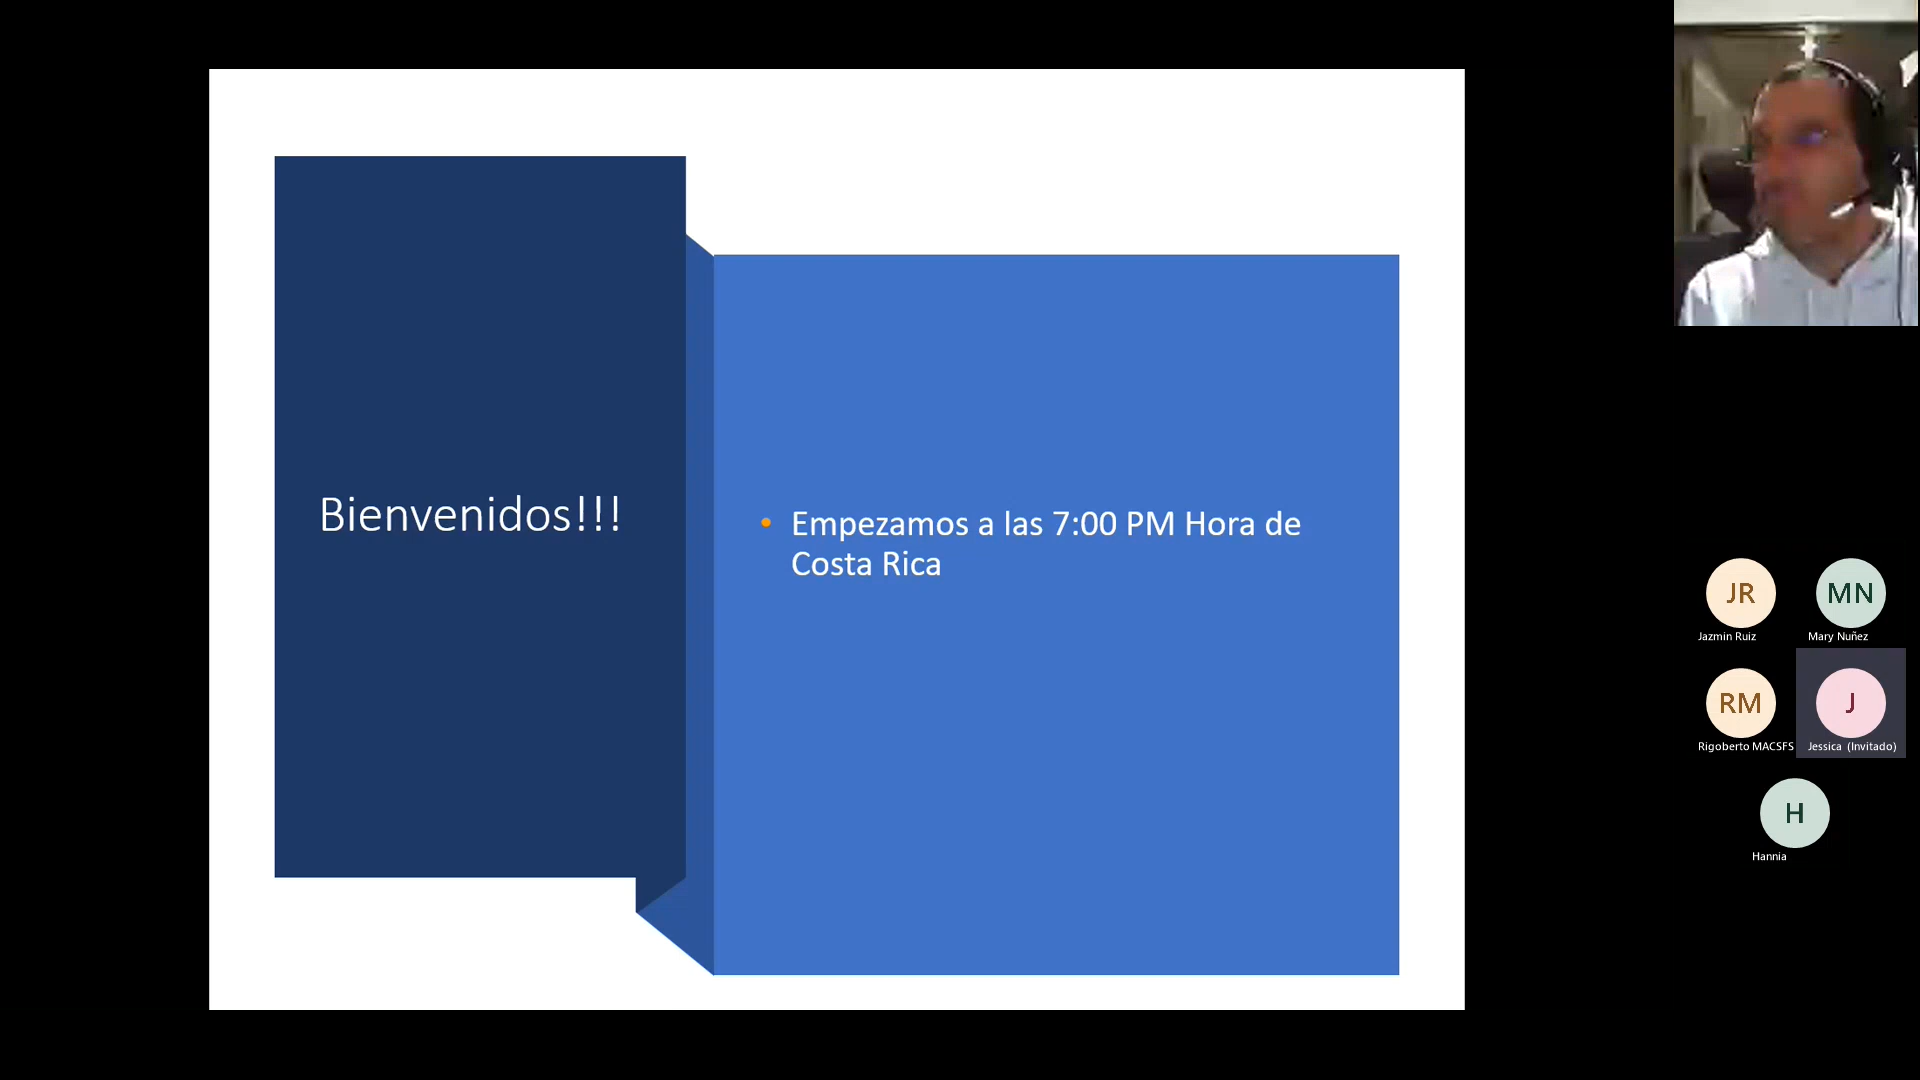 Bienvenidos!!!
• Empezamos a las 7:00 PM Hora de
Costa Rica
JR
Jazmin Ruiz
MN
Mary Nuñez
RM
Rigoberto MACSFS
J
Jessica (Invitado)
H
Hannia